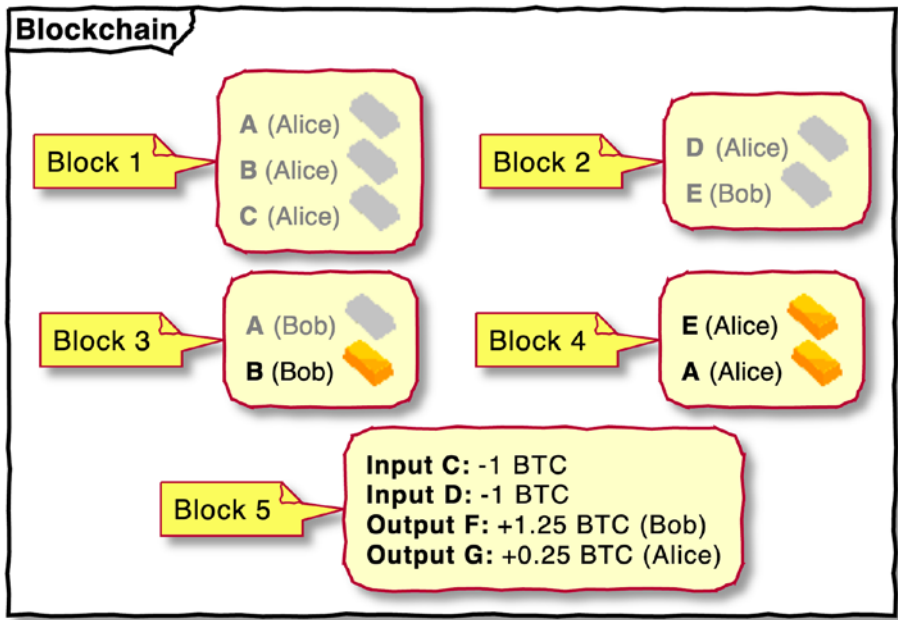 Blockchain
Block 1
A (Alice)
B (Alice)
C (Alice)
Block 2
D (Alice)
E (Bob)
Block 3
A (Bob)
B (Bob)
Block 4
E (Alice)
A (Alice)
Block 5
Input C: -1 BTC
Input D: -1 BTC
Output F: +1.25 BTC (Bob)
Output G: +0.25 BTC (Alice)